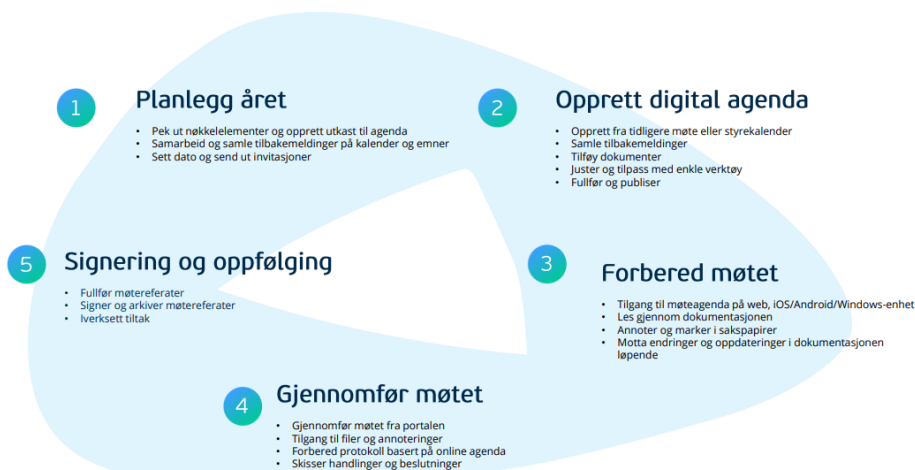 1
Planlegg året
• Pek ut nøkkelelementer og opprett utkast til agenda
• Samarbeid og samle tilbakemeldinger på kalender og emner
• Sett dato og send ut invitasjoner
2
Opprett digital agenda
• Opprett fra tidligere møte eller styrekalender
• Samle tilbakemeldinger
• Tilføy dokumenter
• Juster og tilpass med enkle verktøy
• Fullfør og publiser
3
Forbered møtet
• Tilgang til møteagenda på web, iOS/Android/Windows-enhet
• Les gjennom dokumentasjonen
• Annoter og marker i sakspapirer
• Motta endringer og oppdateringer i dokumentasjonen
løpende
4
Gjennomfør møtet
• Gjennomfør møtet fra portalen
• Tilgang til filer og annoteringer
• Forbered protokoll basert på online agenda
• Skisser handlinger og beslutninger
5
Signering og oppfølging
• Fullfør møtereferater
• Signer og arkiver møtereferater
• Iverksett tiltak